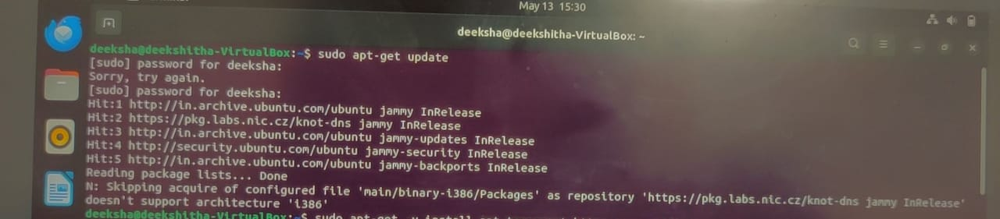 May 13 15:30
deeksha@deekshitha-VirtualBox: ~
deeksha@deekshitha-VirtualBox:~$ sudo apt-get update
[sudo] password for deeksha:
Sorry, try again.
[sudo] password for deeksha:
Hit:1 http://in.archive.ubuntu.com/ubuntu jammy InRelease
Hit:2 https://pkg.labs.nic.cz/knot-dns jammy InRelease
Hit:3 http://in.archive.ubuntu.com/ubuntu jammy-updates InRelease
Hit:4 http://security.ubuntu.com/ubuntu jammy-security InRelease
Hit:5 http://in.archive.ubuntu.com/ubuntu jammy-backports InRelease
Reading package lists... Done
N: Skipping acquire of configured file 'main/binary-i386/Packages' as repository 'https://pkg.labs.nic.cz/knot-dns jammy InRelease'
doesn't support architecture 'i386'
deeksha@deekshitha-VirtualBox:~$ sudo apt-get -y install